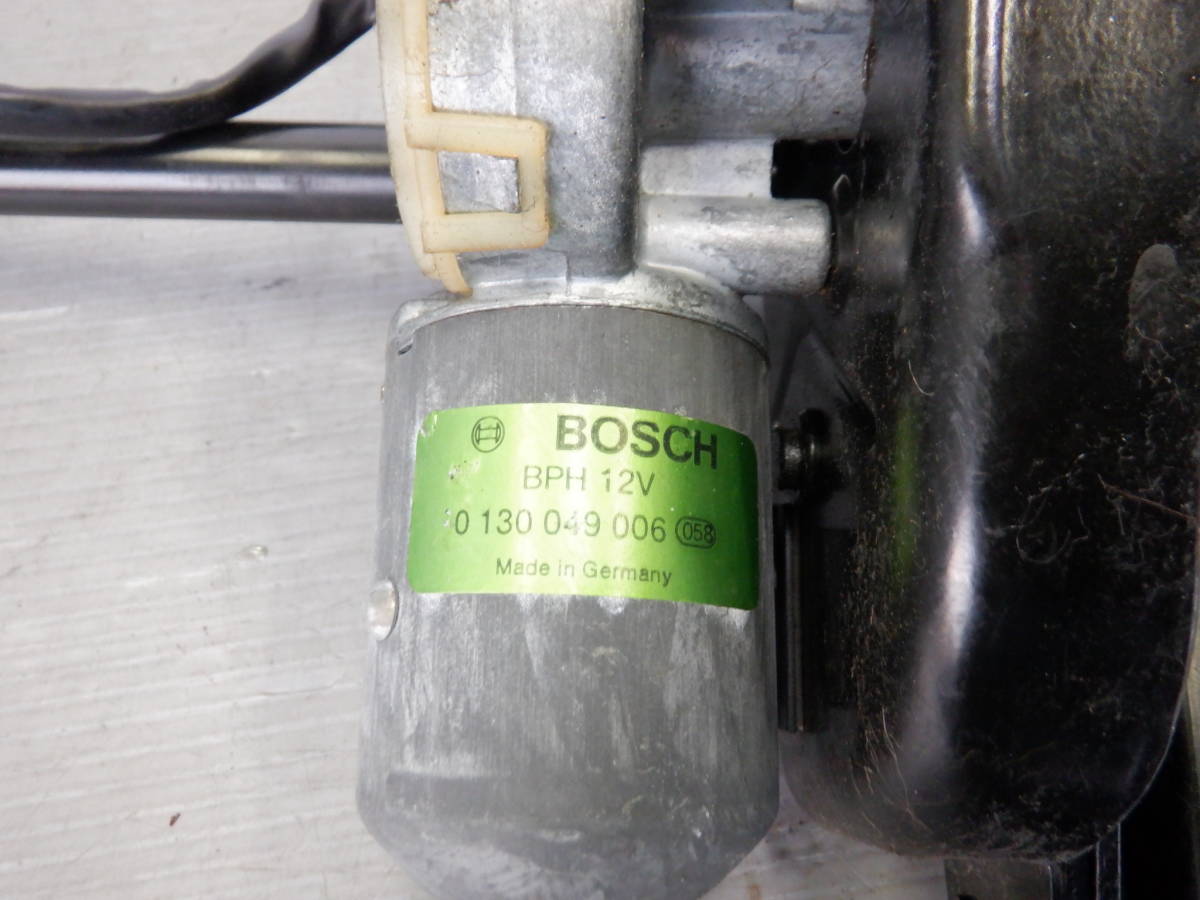 BOSCH
BPH 12V
0 130 049 006 058
Made in Germany